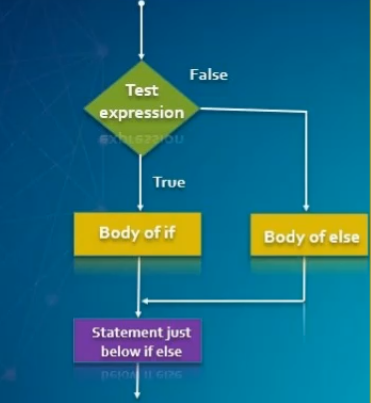 False
Test
expression
True
Body of if
Body of else
Statement just
below if else